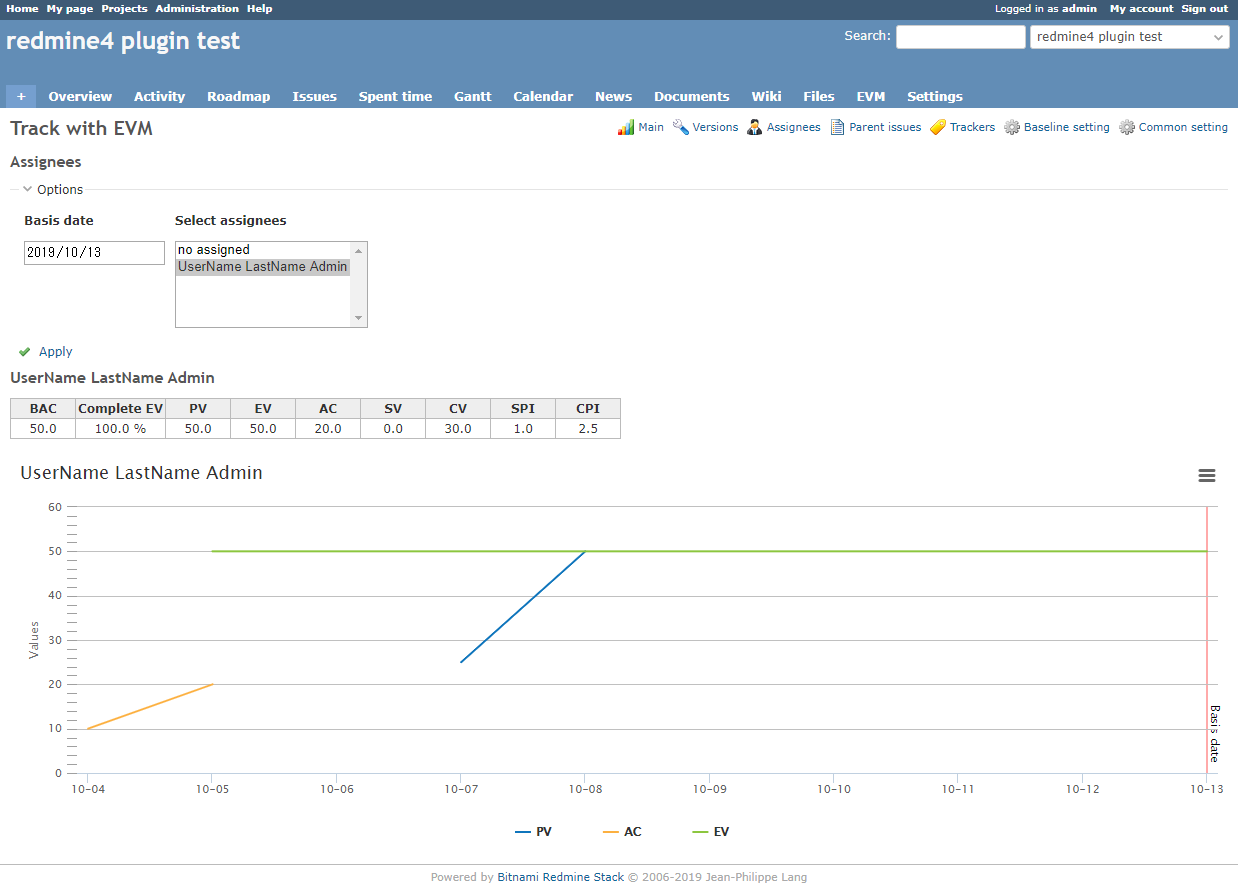 Home My page Projects Administration Help Logged in as admin My account Sign out
redmine4 plugin test Search: redmine4 plugin test
+ Overview Activity Roadmap Issues Spent time Gantt Calendar News Documents Wiki Files EVM Settings
Track with EVM Main Versions Assignees Parent issues Trackers Baseline setting Common setting
Assignees
Options
Basis date Select assignees
2019/10/13 no assigned
UserName LastName Admin
Apply
UserName LastName Admin
BAC Complete EV PV EV AC SV CV SPI CPI
50.0 100.0 % 50.0 50.0 20.0 0.0 30.0 1.0 2.5
UserName LastName Admin
60
50
40
30
20
10
0
Values
Basis date
10-04 10-05 10-06 10-07 10-08 10-09 10-10 10-11 10-12 10-13
PV AC EV
Powered by Bitnami Redmine Stack © 2006-2019 Jean-Philippe Lang